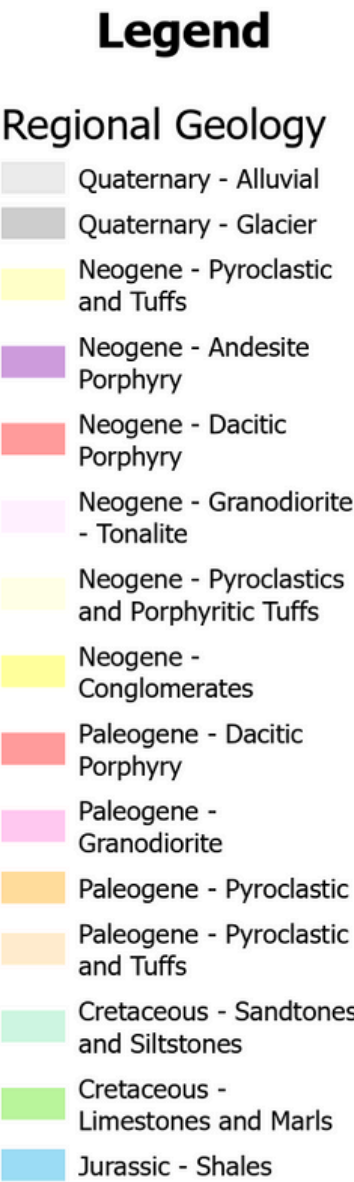 Legend
Regional Geology
Quaternary - Alluvial
Quaternary - Glacier
Neogene - Pyroclastic
and Tuffs
Neogene - Andesite
Porphyry
Neogene - Dacitic
Porphyry
Neogene - Granodiorite
- Tonalite
Neogene - Pyroclastics
and Porphyritic Tuffs
Neogene -
Conglomerates
Paleogene - Dacitic
Porphyry
Paleogene -
Granodiorite
Paleogene - Pyroclastic
Paleogene - Pyroclastic
and Tuffs
Cretaceous - Sandtones
and Siltstones
Cretaceous -
Limestones and Marls
Jurassic - Shales